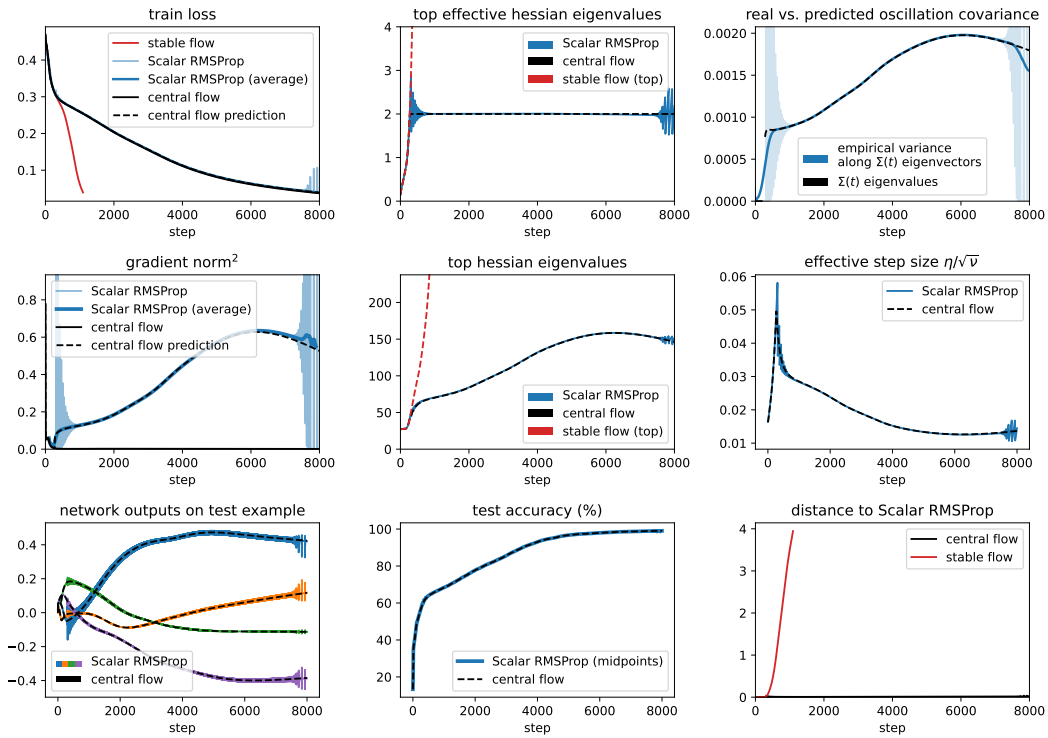 train loss
0.4
0.3
0.2
0.1
0
2000
4000
6000
8000
step
stable flow
Scalar RMSProp
Scalar RMSProp (average)
central flow
central flow prediction
top effective hessian eigenvalues
4
3
2
1
0
0
2000
4000
6000
8000
step
Scalar RMSProp
central flow
stable flow (top)
real vs. predicted oscillation covariance
0.0020
0.0015
0.0010
0.0005
0.0000
0
2000
4000
6000
8000
step
empirical variance
along Σ(t) eigenvectors
Σ(t) eigenvalues
gradient norm²
0.8
0.6
0.4
0.2
0.0
0
2000
4000
6000
8000
step
Scalar RMSProp
Scalar RMSProp (average)
central flow
central flow prediction
top hessian eigenvalues
200
150
100
50
0
0
2000
4000
6000
8000
step
Scalar RMSProp
central flow
stable flow (top)
effective step size η/√ν
0.06
0.05
0.04
0.03
0.02
0.01
0
2000
4000
6000
8000
step
Scalar RMSProp
central flow
network outputs on test example
0.4
0.2
0.0
−0.2
−0.4
0
2000
4000
6000
8000
step
Scalar RMSProp
central flow
test accuracy (%)
100
80
60
40
20
0
2000
4000
6000
8000
step
Scalar RMSProp (midpoints)
central flow
distance to Scalar RMSProp
4
3
2
1
0
0
2000
4000
6000
8000
step
central flow
stable flow